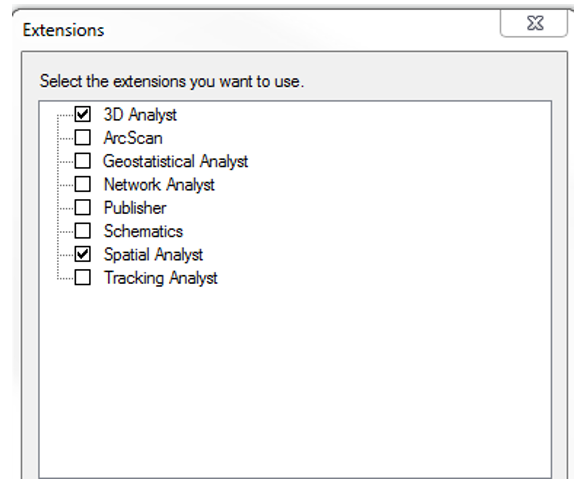 Extensions
Select the extensions you want to use.
3D Analyst
ArcScan
Geostatistical Analyst
Network Analyst
Publisher
Schematics
Spatial Analyst
Tracking Analyst